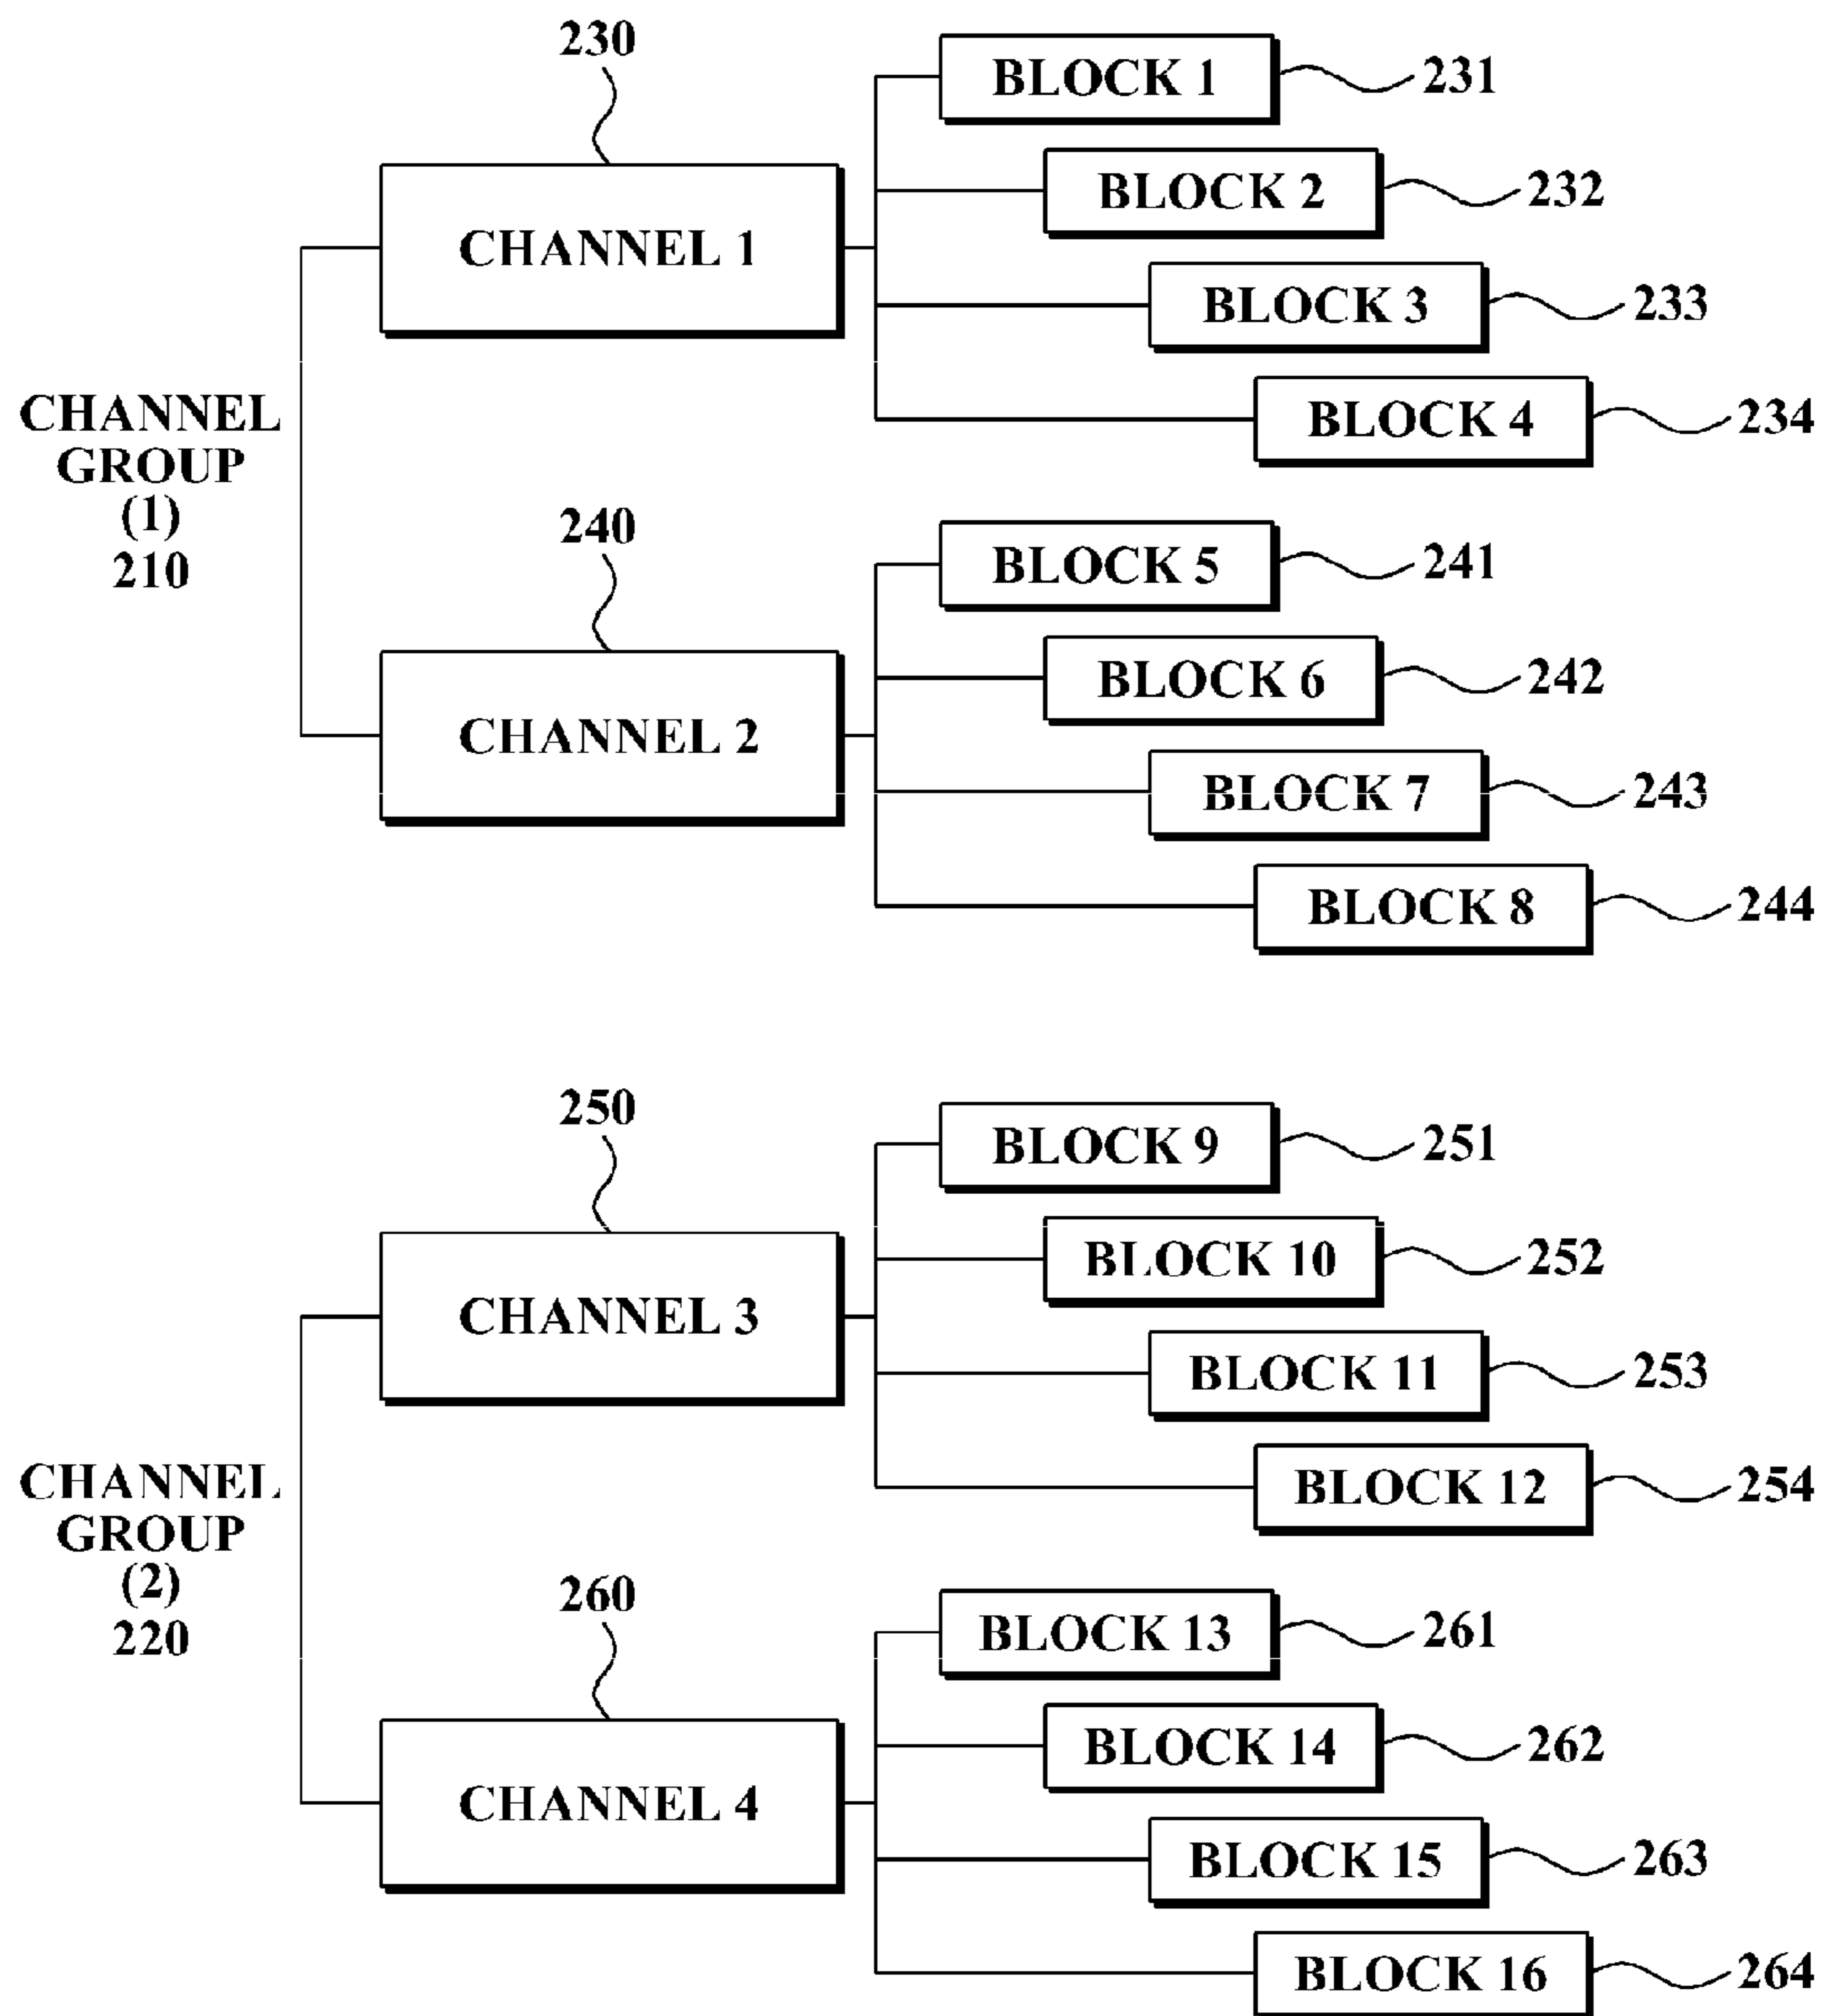 230
BLOCK 1 231
BLOCK 2 232
CHANNEL 1
BLOCK 3 233
BLOCK 4 234
CHANNEL
GROUP
(1)
210
240
BLOCK 5 241
BLOCK 6 242
CHANNEL 2
BLOCK 7 243
BLOCK 8 244
250
BLOCK 9 251
BLOCK 10 252
CHANNEL 3
BLOCK 11 253
BLOCK 12 254
CHANNEL
GROUP
(2)
220
260
BLOCK 13 261
BLOCK 14 262
CHANNEL 4
BLOCK 15 263
BLOCK 16 264